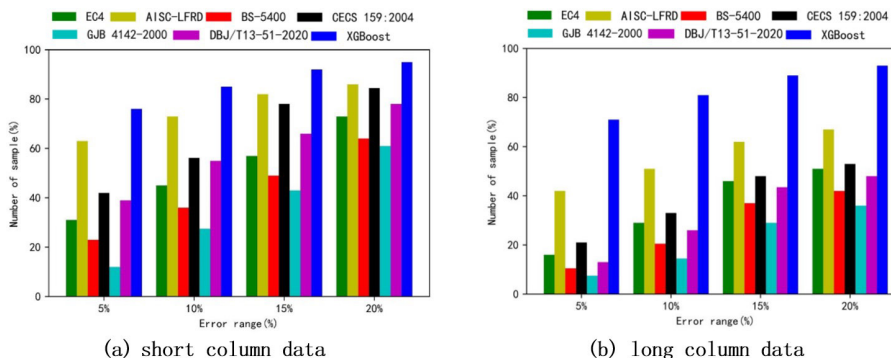 EC4 AISC-LFRD BS-5400 CECS 159:2004
GJB 4142-2000 DBJ/T13-51-2020 XGBoost
100
80
60
40
20
0
Number of sample(%)
5% 10% 15% 20%
Error range(%)
(a) short column data
EC4 AISC-LFRD BS-5400 CECS 159:2004
GJB 4142-2000 DBJ/T13-51-2020 XGBoost
100
80
60
40
20
0
Number of sample(%)
5% 10% 15% 20%
Error range(%)
(b) long column data